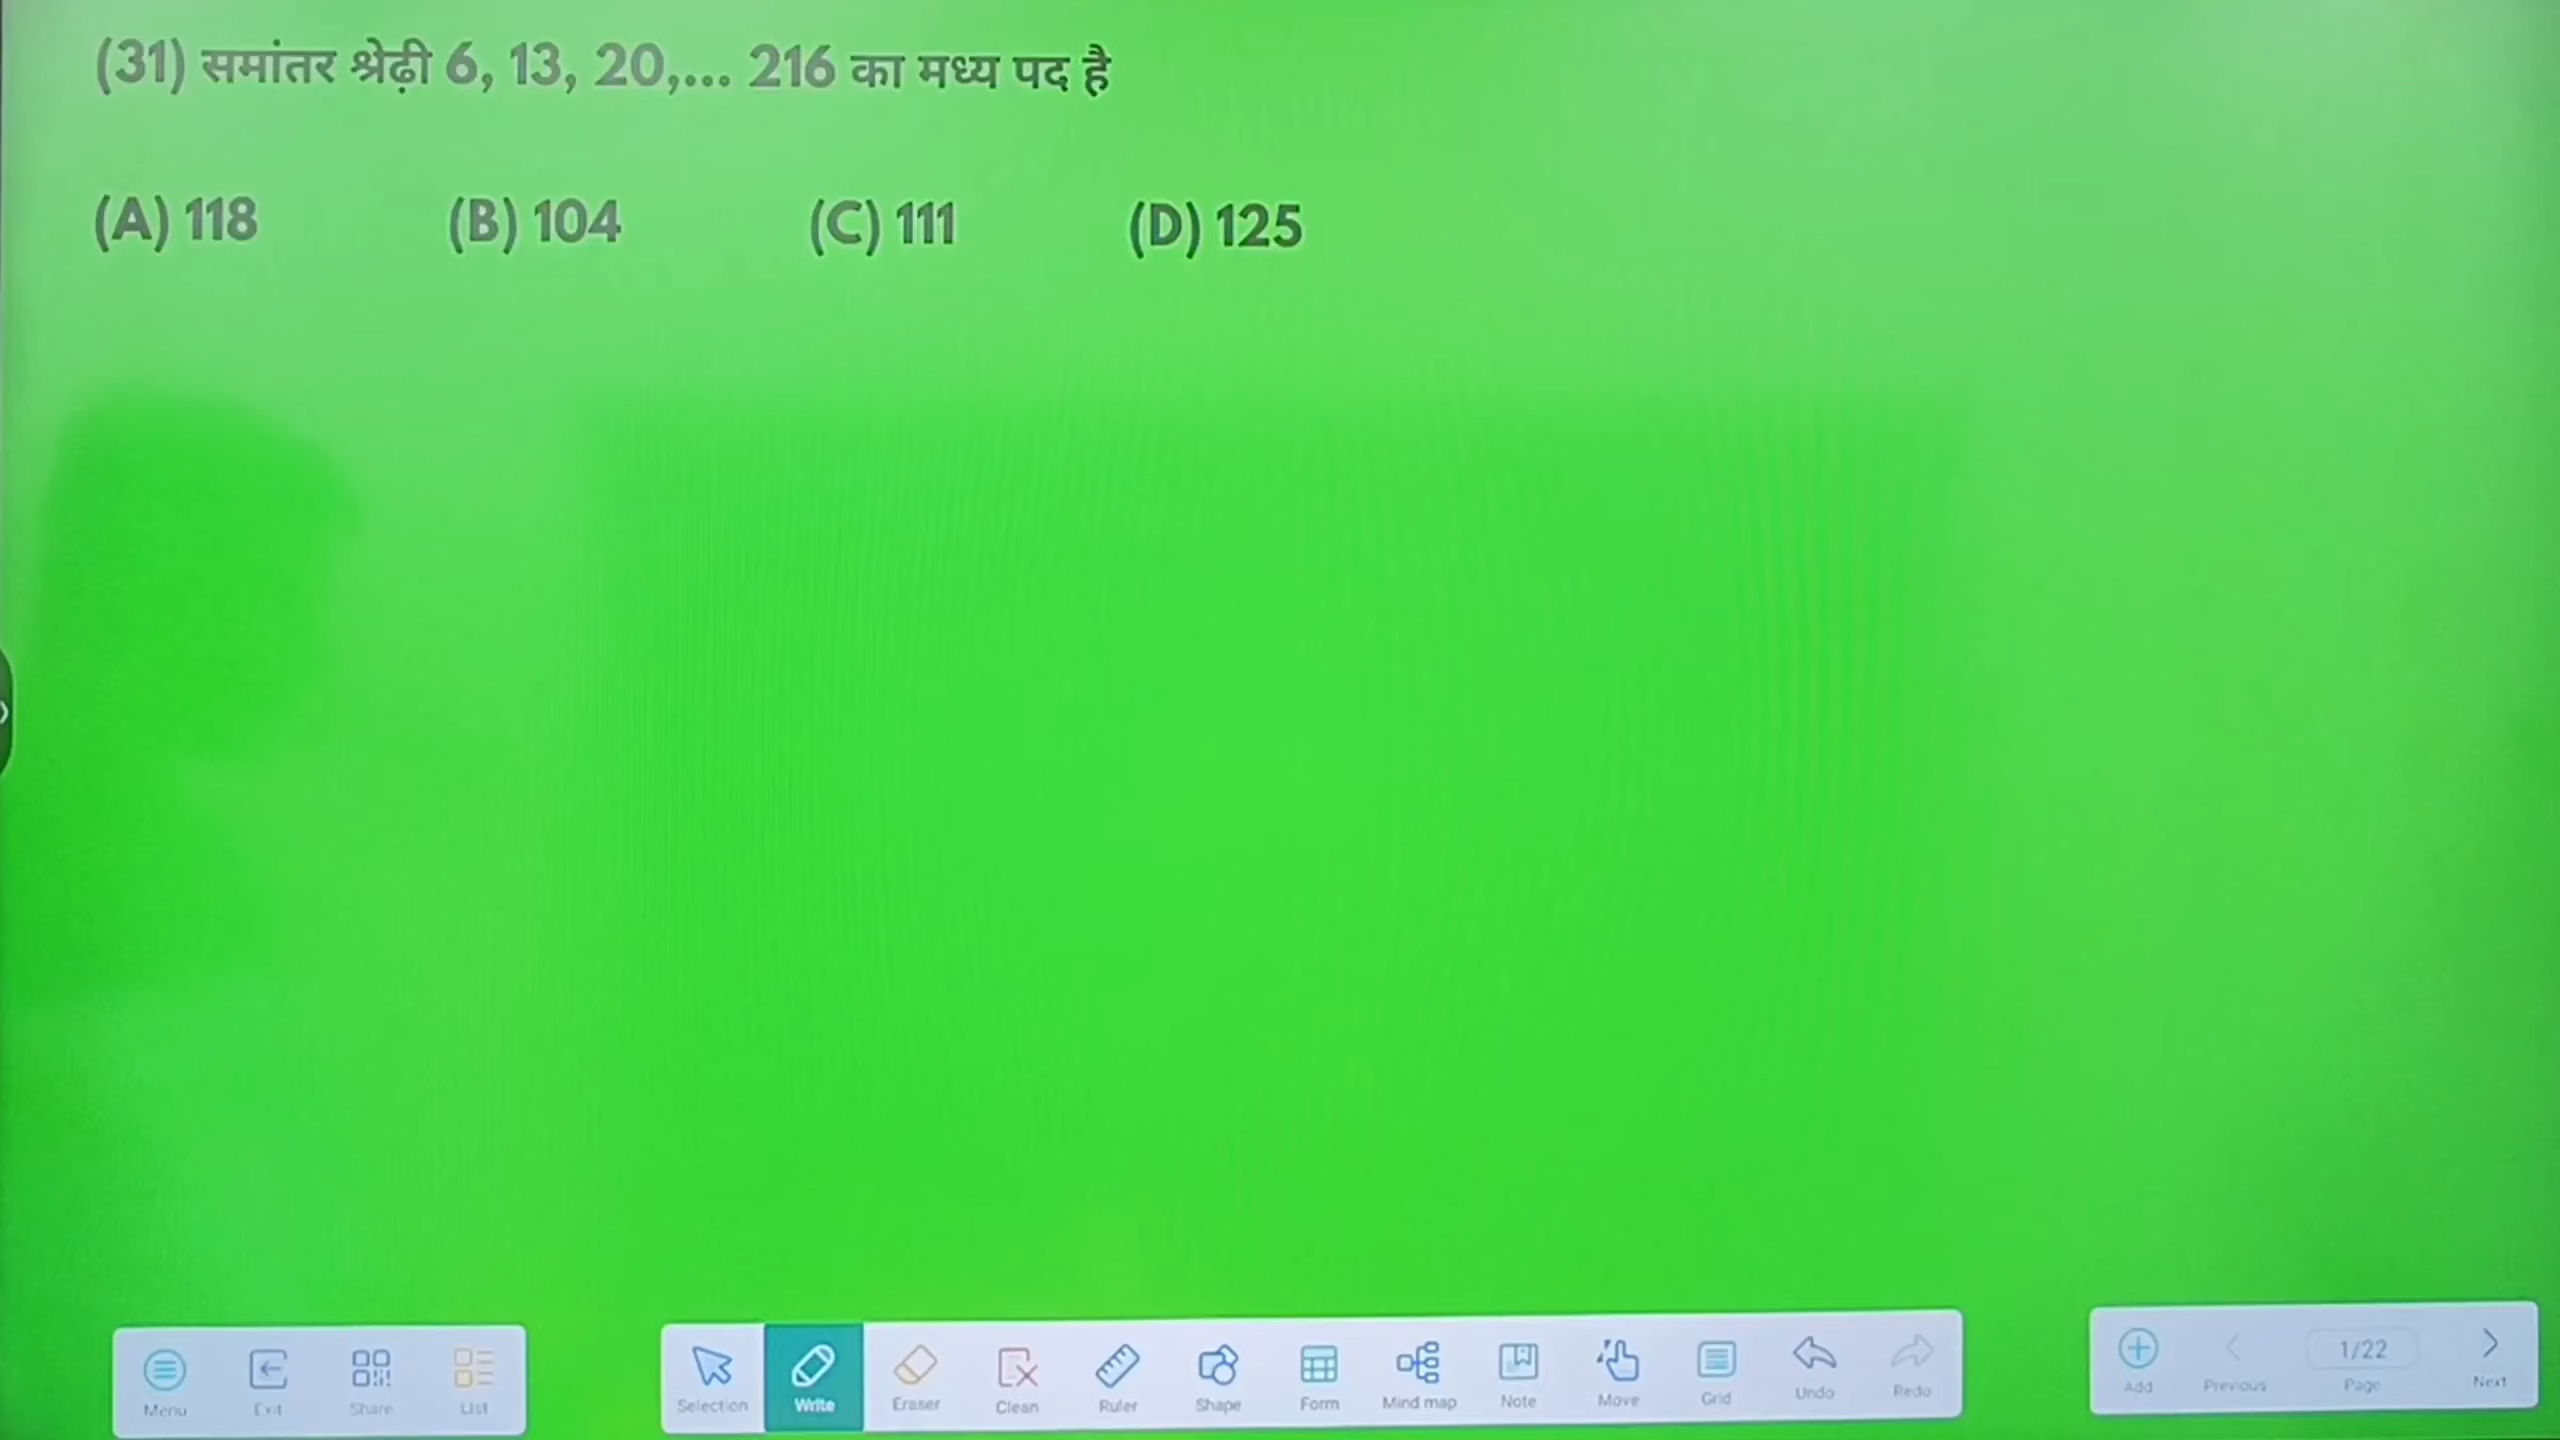 (31) समांतर श्रेढ़ी 6, 13, 20,... 216 का मध्य पद है
(A) 118 (B) 104 (C) 111 (D) 125
Menu Exit Share List Selection Write Eraser Clean Ruler Shape Form Mind map Note Move Grid Undo Redo Add Previous 1/22 Page Next